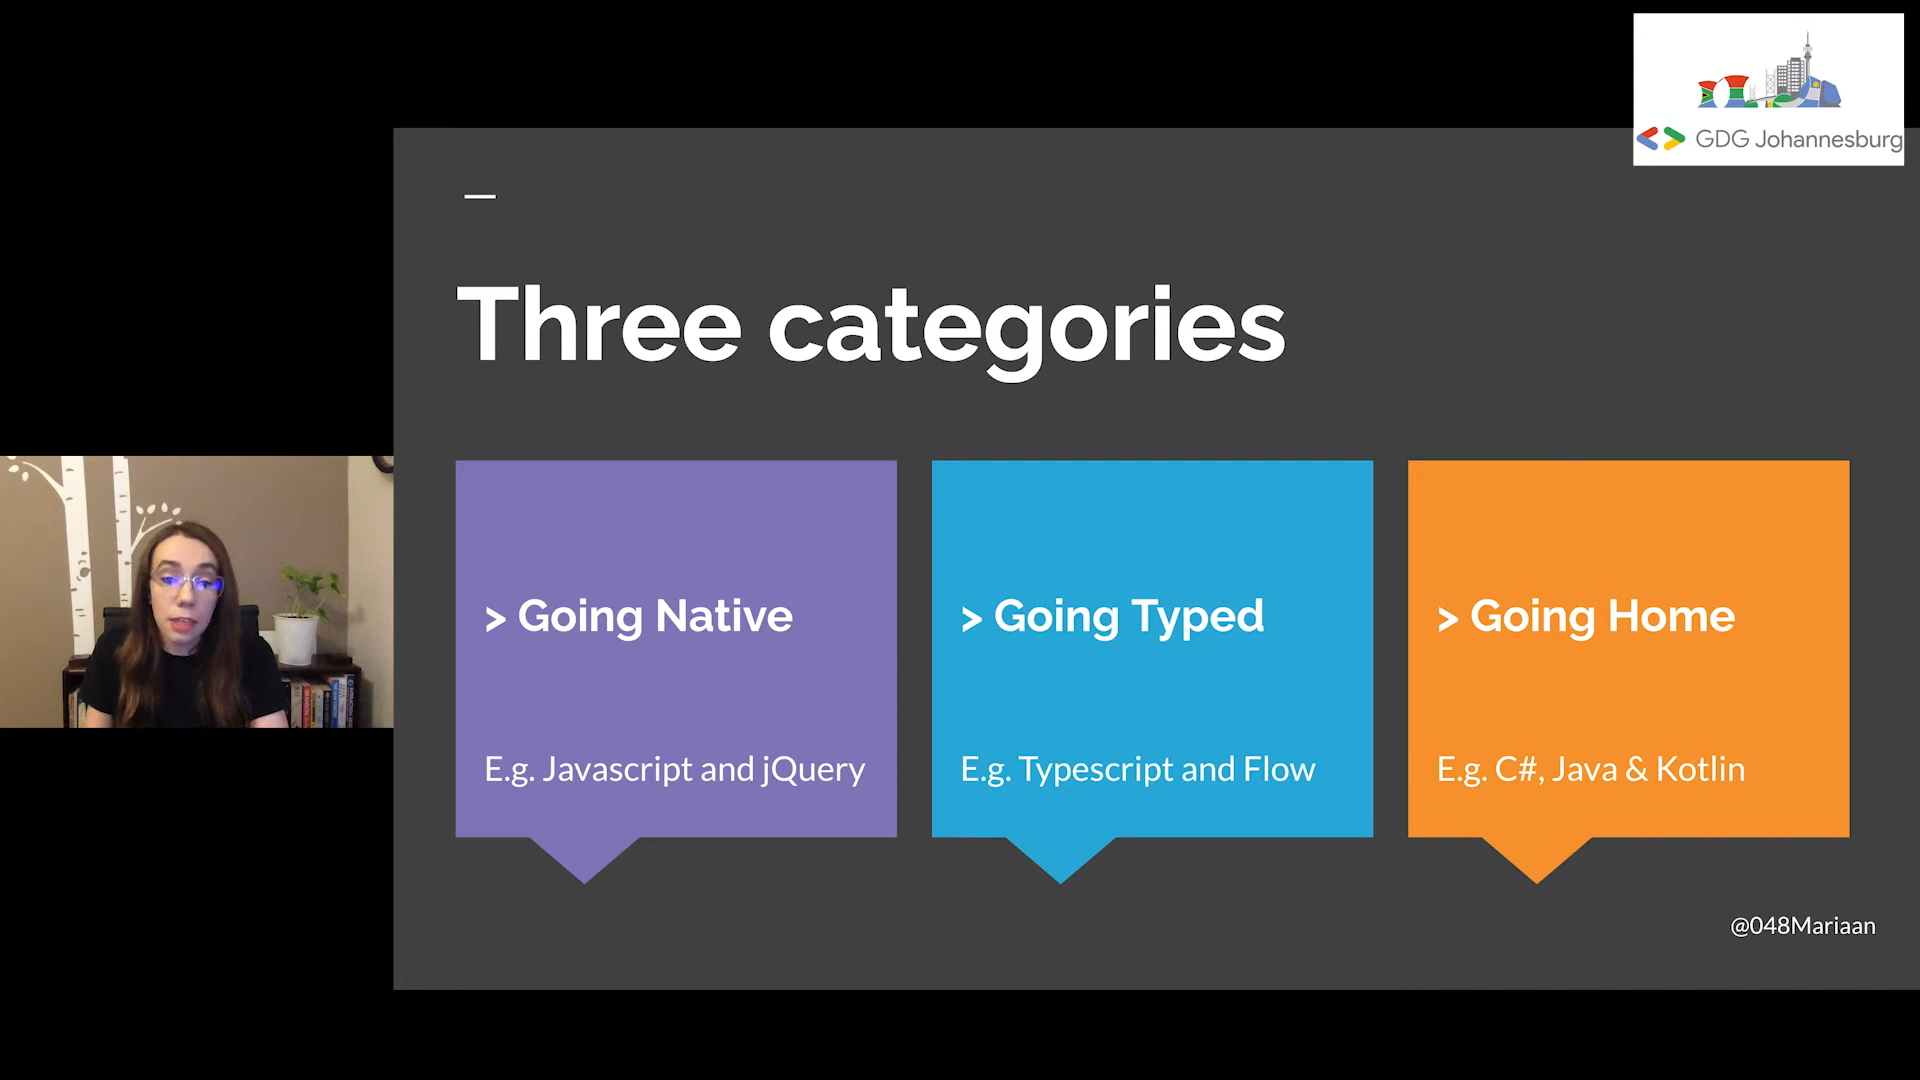 GDG Johannesburg
Three categories
> Going Native
E.g. Javascript and jQuery
> Going Typed
E.g. Typescript and Flow
> Going Home
E.g. C#, Java & Kotlin
@048Mariaan